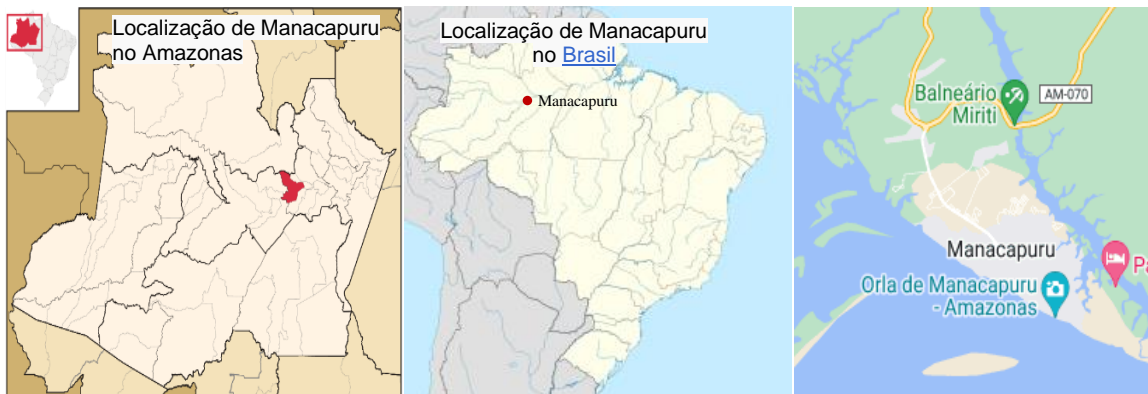 Localização de Manacapuru
no Amazonas
Localização de Manacapuru
no Brasil
Manacapuru
Balneário
Miriti
AM-070
Manacapuru
Orla de Manacapuru
- Amazonas